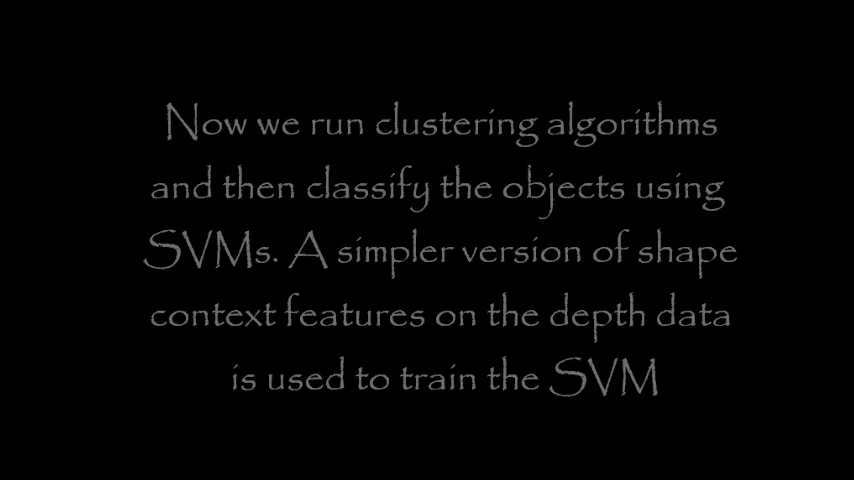 Now we run clustering algorithms
and then classify the objects using
SVMs. A simpler version of shape
context features on the depth data
is used to train the SVM